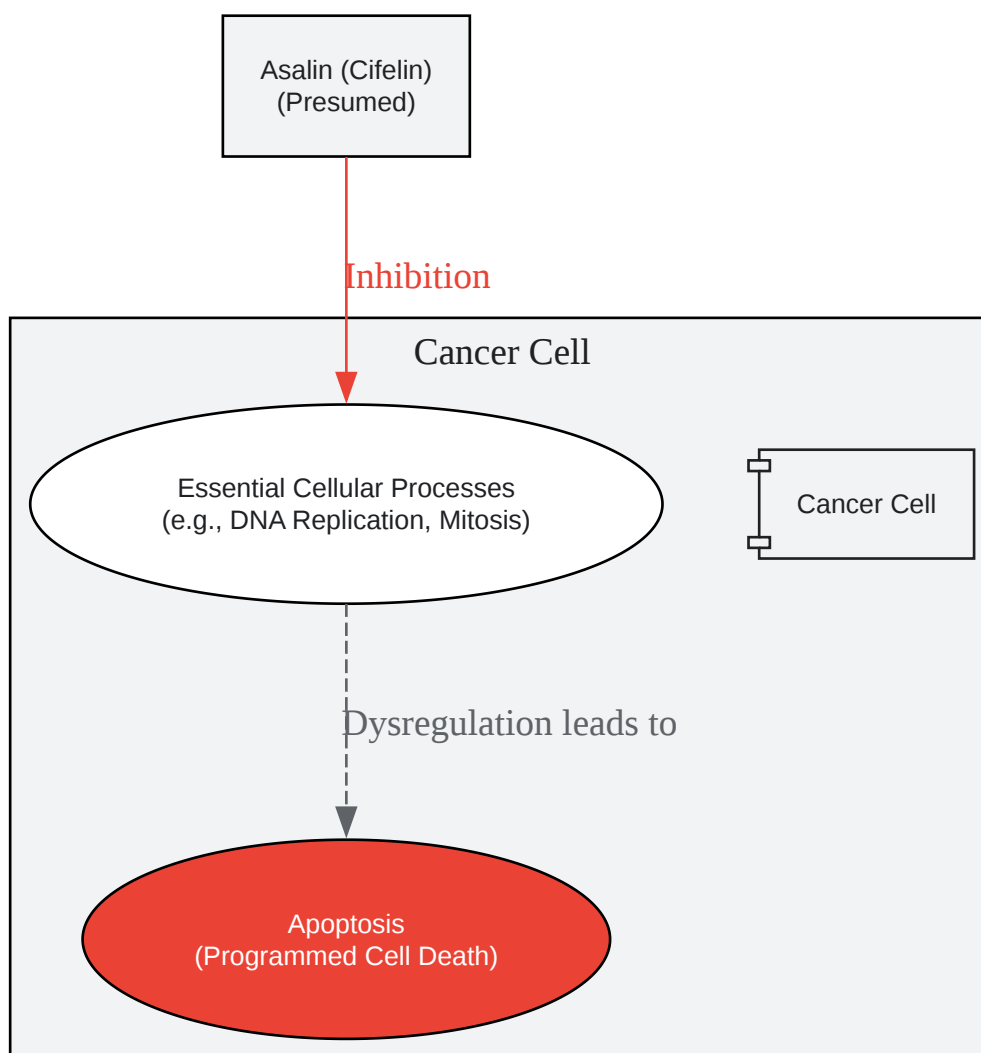 Asalin (Cifelin)
(Presumed)
Inhibition
Cancer Cell
Essential Cellular Processes
(e.g., DNA Replication, Mitosis)
Cancer Cell
Dysregulation leads to
Apoptosis
(Programmed Cell Death)